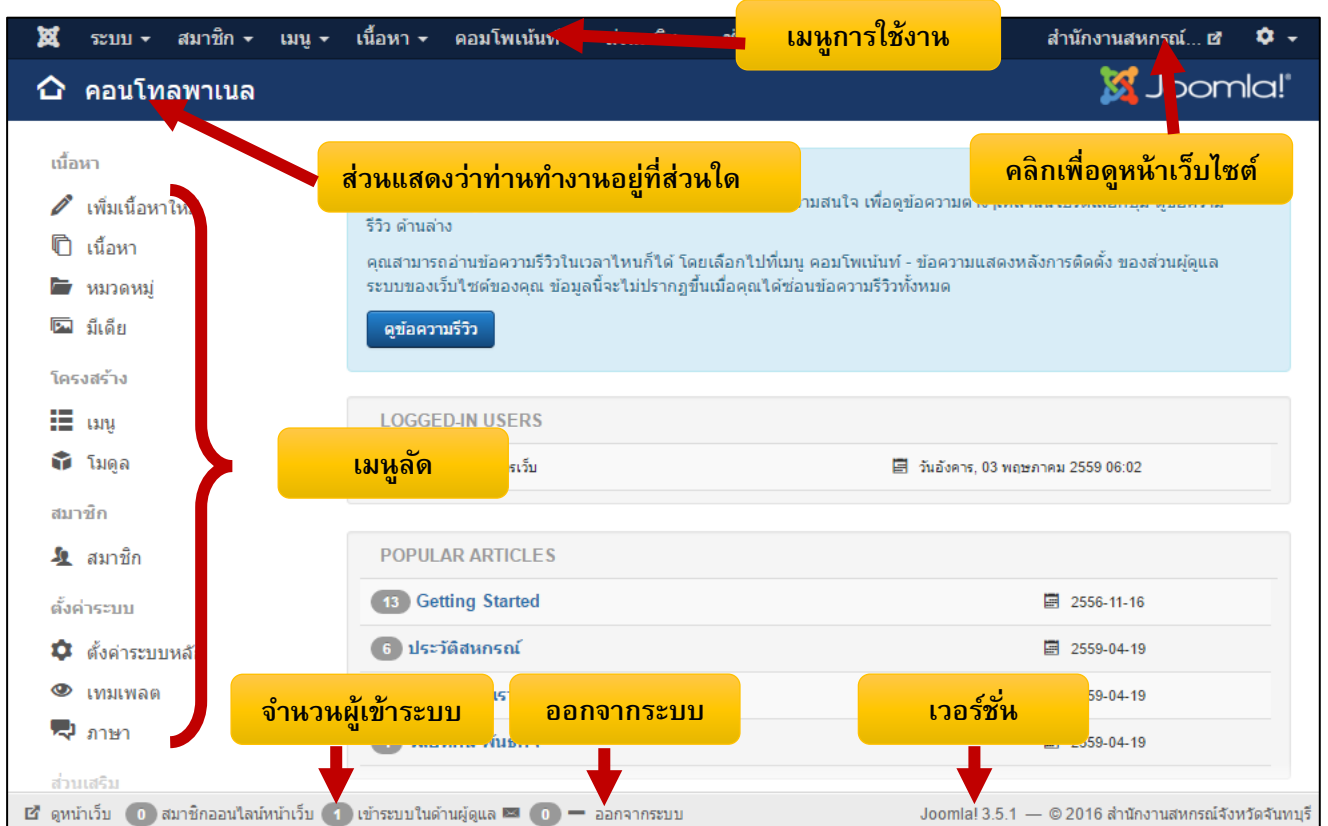 ระบบ สมาชิก เมนู เนื้อหา คอมโพเน้นท์ เมนูการใช้งาน สำนักงานสหกรณ์...
คอนโทลพาเนล Joomla!
เนื้อหา
ส่วนแสดงว่าท่านทำงานอยู่ที่ส่วนใด
คลิกเพื่อดูหน้าเว็บไซต์
เพิ่มเนื้อหาใหม่
เนื้อหา
หมวดหมู่
มีเดีย
เพื่อดูข้อความ
รีวิว ด้านล่าง
คุณสามารถอ่านข้อความรีวิวในเวลาไหนก็ได้ โดยเลือกไปที่เมนู คอมโพเน้นท์ - ข้อความแสดงหลังการติดตั้ง ของส่วนผู้ดูแล
ระบบของเว็บไซต์ของคุณ ข้อมูลนี้จะไม่ปรากฏขึ้นเมื่อคุณได้ซ่อนข้อความรีวิวทั้งหมด
ดูข้อความรีวิว
โครงสร้าง
เมนู
โมดูล
เมนูลัด
LOGGED-IN USERS
วันอังคาร, 03 พฤษภาคม 2559 06:02
สมาชิก
สมาชิก
ตั้งค่าระบบ
ตั้งค่าระบบหลัก
เทมเพลต
ภาษา
ส่วนเสริม
POPULAR ARTICLES
13 Getting Started 2556-11-16
6 ประวัติสหกรณ์ 2559-04-19
59-04-19
2559-04-19
จำนวนผู้เข้าระบบ
ออกจากระบบ
เวอร์ชั่น
ดูหน้าเว็บ 0 สมาชิกออนไลน์หน้าเว็บ 1 เข้าระบบในด้านผู้ดูแล 0 ออกจากระบบ Joomla! 3.5.1 — © 2016 สำนักงานสหกรณ์จังหวัดจันทบุรี